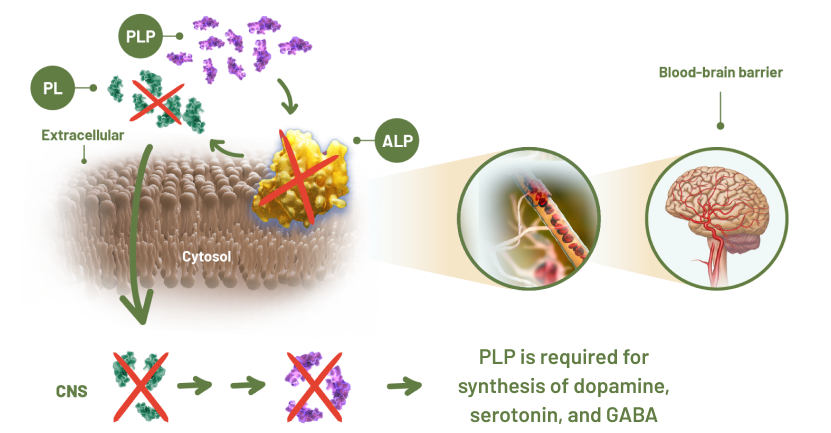 PLP
PL
Extracellular
ALP
Blood-brain barrier
Cytosol
CNS
PLP is required for
synthesis of dopamine,
serotonin, and GABA